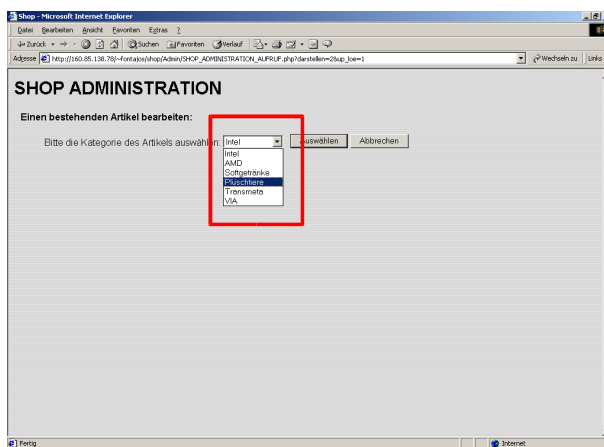 Shop - Microsoft Internet Explorer
Datei Bearbeiten Ansicht Favoriten Extras ?
Zurück Suchen Favoriten Verlauf
Adresse http://160.85.138.78/~fontajos/shop/Admin/SHOP_ADMINISTRATION_AUFRUF.php?darstellen=2&up_loe=1 Wechseln zu Links
SHOP ADMINISTRATION
Einen bestehenden Artikel bearbeiten:
Bitte die Kategorie des Artikels auswählen: Intel Auswählen Abbrechen
Intel
AMD
Softgetränke
Plüschtiere
Transmeta
VIA
Fertig Internet